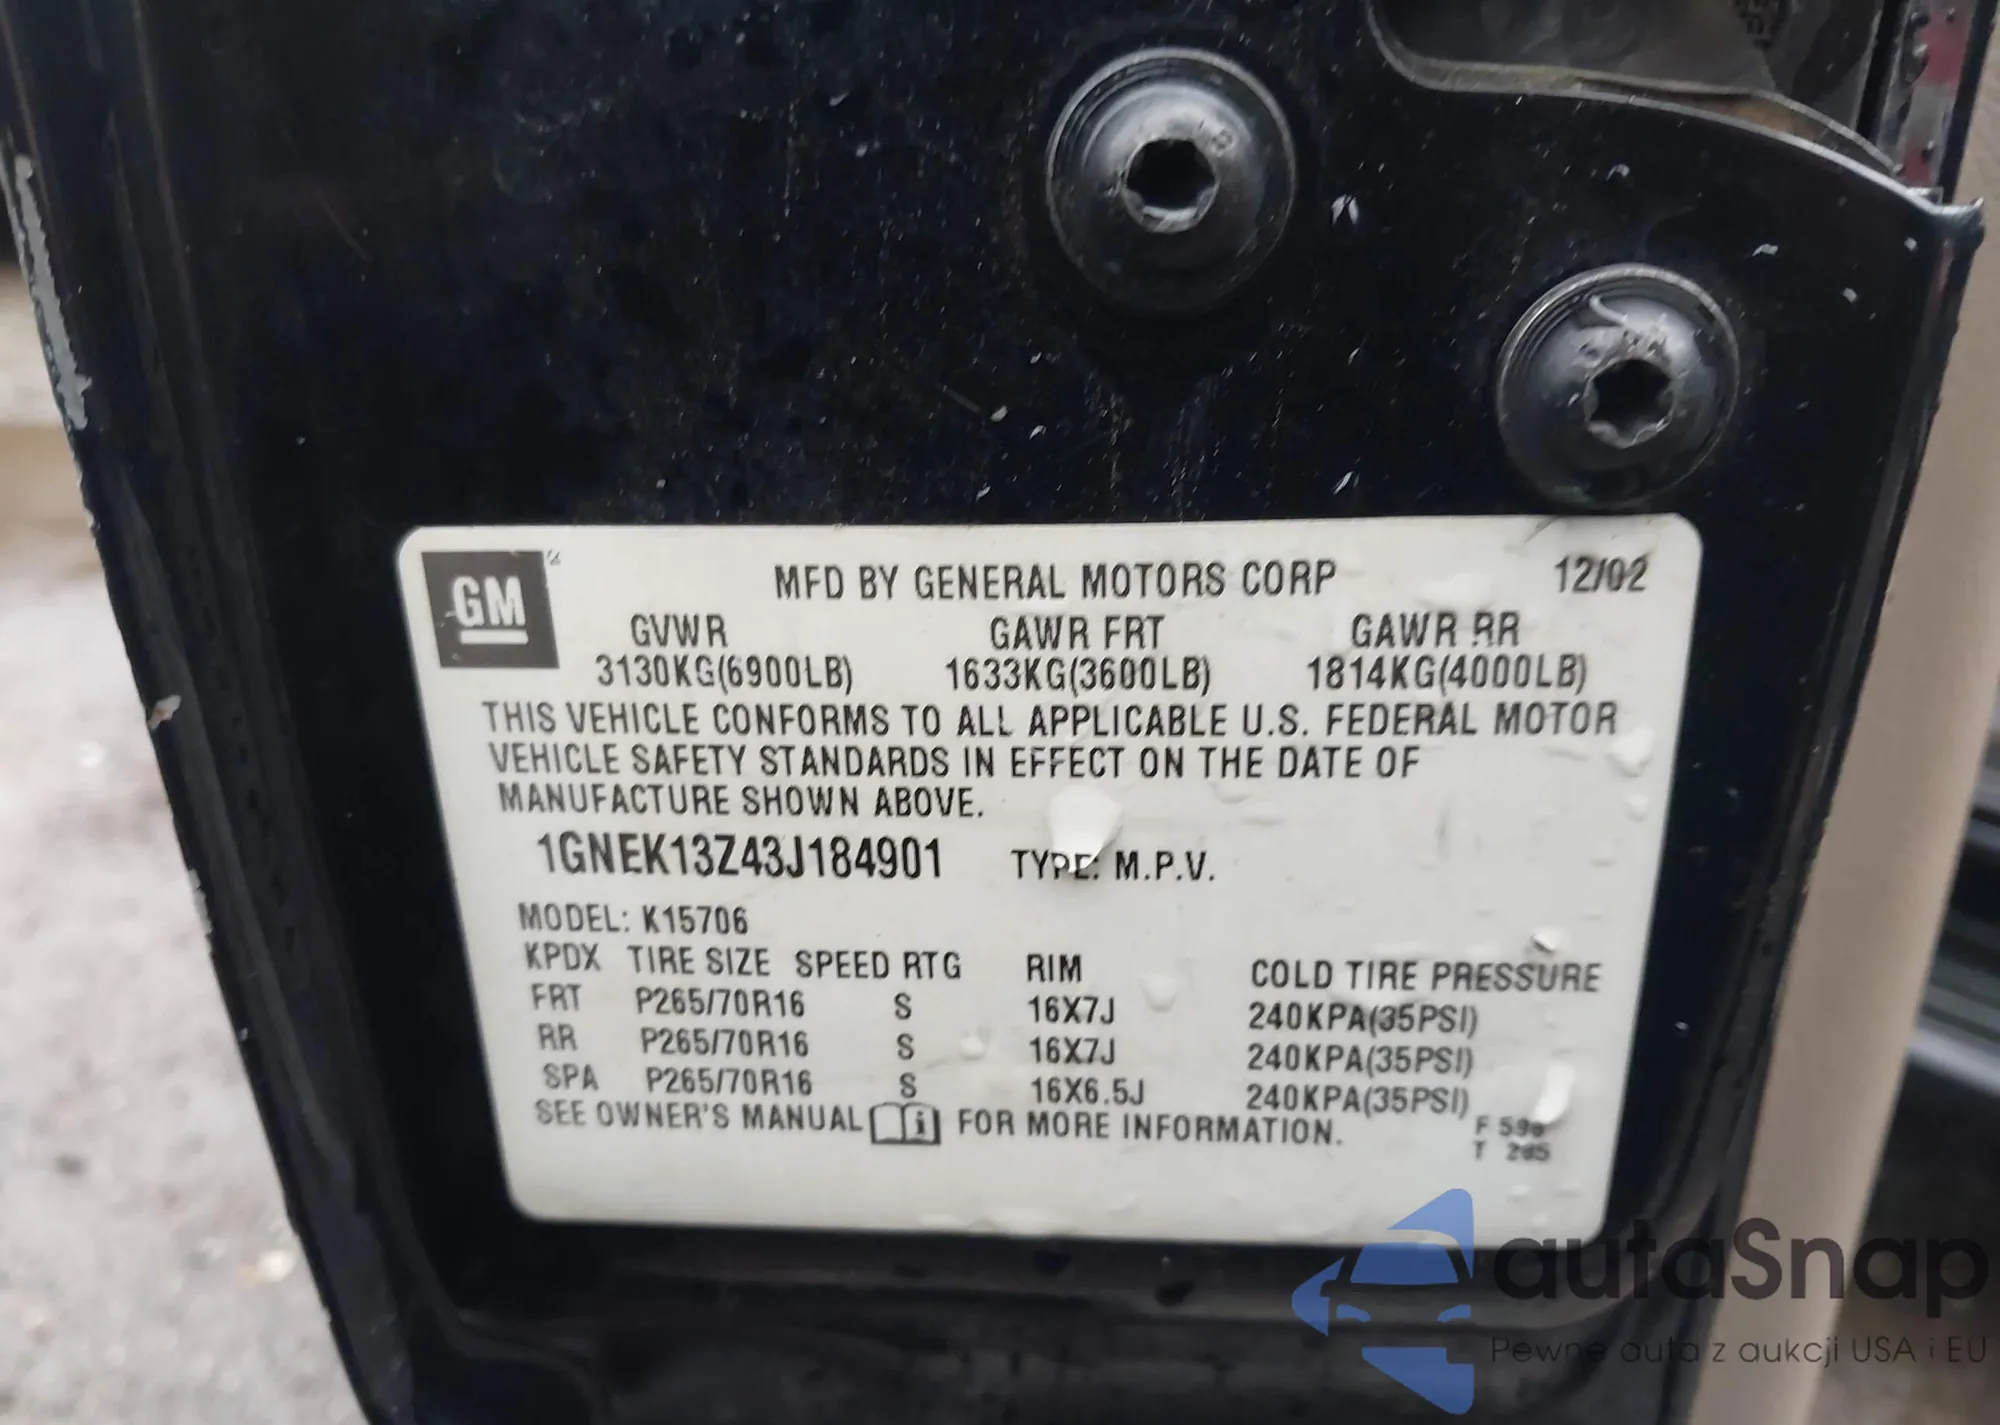 GM
MFD BY GENERAL MOTORS CORP 12/02
GVWR GAWR FRT GAWR RR
3130KG(6900LB) 1633KG(3600LB) 1814KG(4000LB)
THIS VEHICLE CONFORMS TO ALL APPLICABLE U.S. FEDERAL MOTOR
VEHICLE SAFETY STANDARDS IN EFFECT ON THE DATE OF
MANUFACTURE SHOWN ABOVE.
1GNEK13Z43J184901 TYPE: M.P.V.
MODEL: K15706
KPDX TIRE SIZE SPEED RTG RIM COLD TIRE PRESSURE
FRT P265/70R16 S 16X7J 240KPA(35PSI)
RR P265/70R16 S 16X7J 240KPA(35PSI)
SPA P265/70R16 S 16X6.5J 240KPA(35PSI)
SEE OWNER'S MANUAL i FOR MORE INFORMATION.
F
T
autaSnap
Pewne auta z aukcji USA i EU